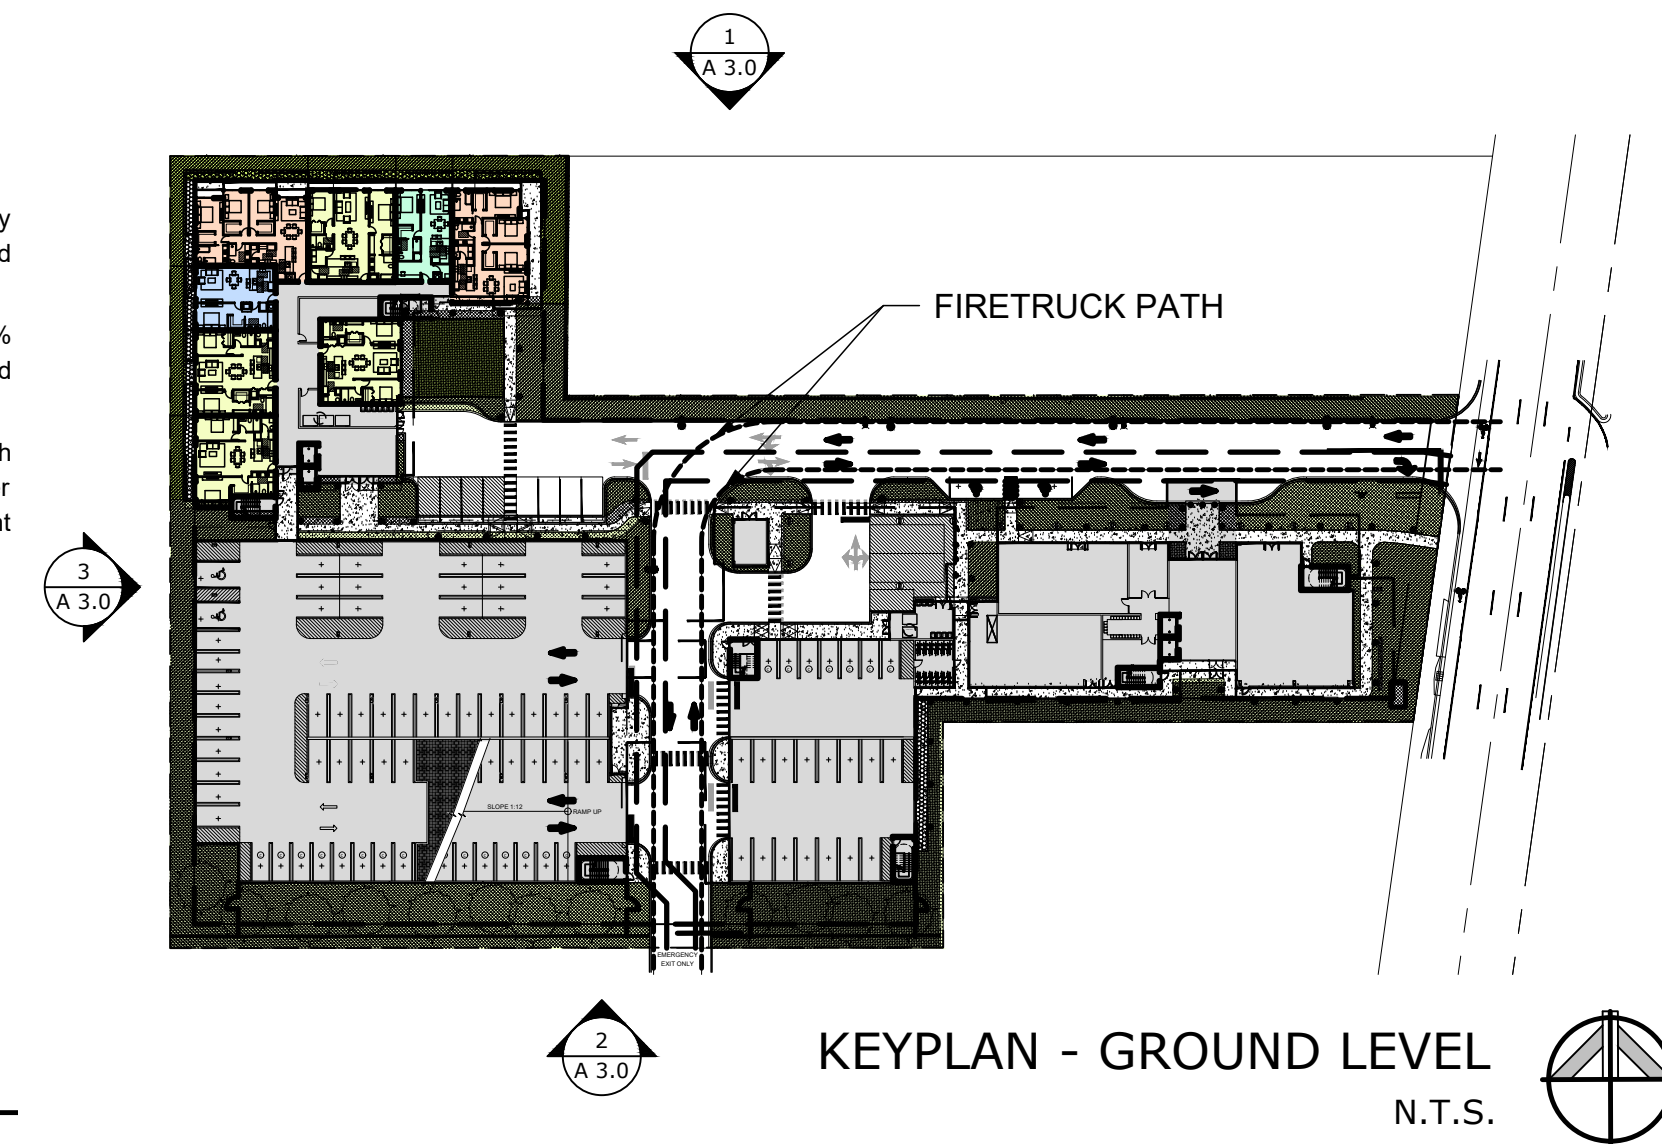 1
A 3.0
y
d
%
d
h
r
nt
FIRETRUCK PATH
3
A 3.0
SLOPE 1:12
RAMP UP
EMERGENCY
EXIT ONLY
2
A 3.0
KEYPLAN - GROUND LEVEL
N.T.S.